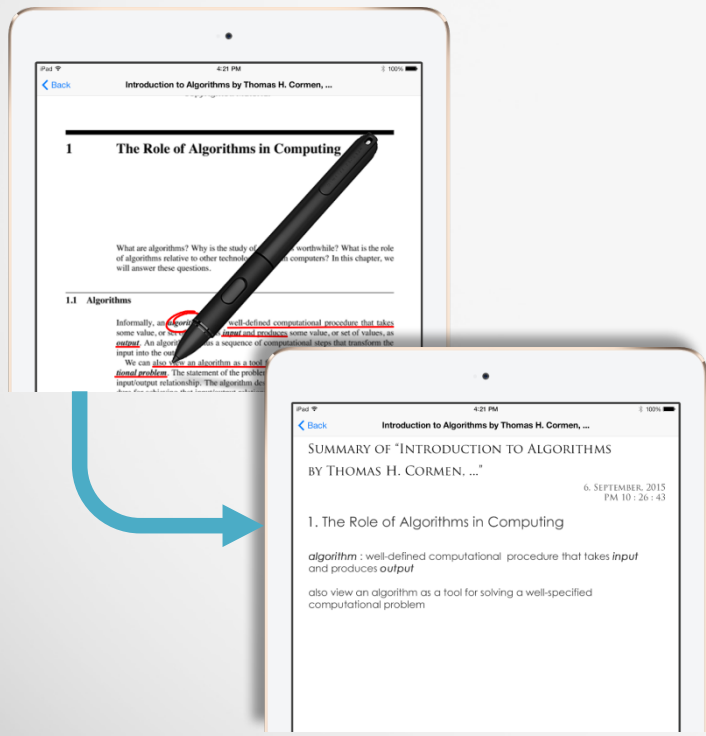 iPad 4:21 PM 100%
Back Introduction to Algorithms by Thomas H. Cormen, ...
1 The Role of Algorithms in Computing
What are algorithms? Why is the study of worthwhile? What is the role
of algorithms relative to other computers? In this chapter, we
will answer these questions.
1.1 Algorithms
Informally, an well-defined computational procedure that takes
some value, or input and produces some value, or set of values, as
output. An as a sequence of computational steps that transform the
input into the
We can also view an algorithm as a tool
tional problem. The statement of the
input/output relationship. The algorithm
iPad 4:21 PM 100%
Back Introduction to Algorithms by Thomas H. Cormen, ...
Summary of "Introduction to Algorithms
by Thomas H. Cormen, ..."
6. September, 2015
PM 10 : 26 : 43
1. The Role of Algorithms in Computing
algorithm : well-defined computational procedure that takes input
and produces output
also view an algorithm as a tool for solving a well-specified
computational problem